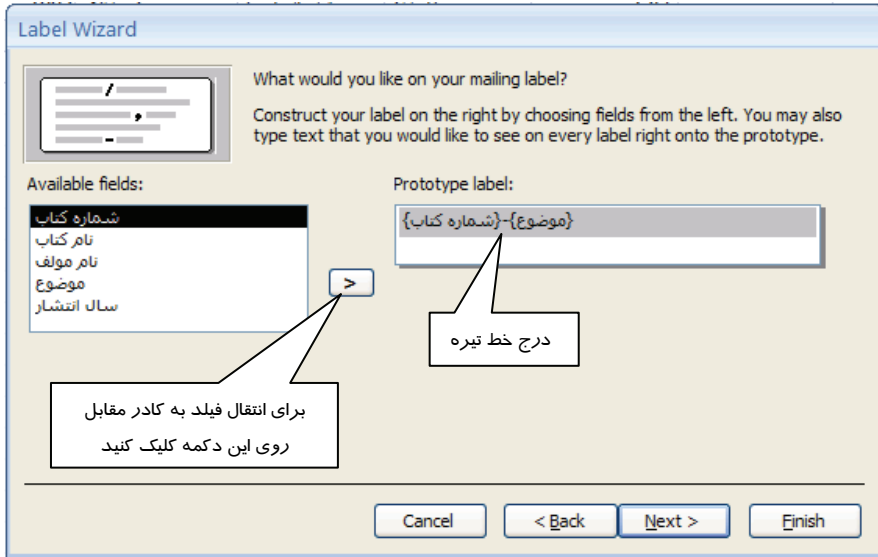 Label Wizard
What would you like on your mailing label?
Construct your label on the right by choosing fields from the left. You may also
type text that you would like to see on every label right onto the prototype.
Available fields:
شماره کتاب
نام کتاب
نام مولف
موضوع
سال انتشار
>
Prototype label:
{موضوع}-{شماره کتاب}
درج خط تیره
برای انتقال فیلد به کادر مقابل
روی این دکمه کلیک کنید
Cancel
< Back
Next >
Finish